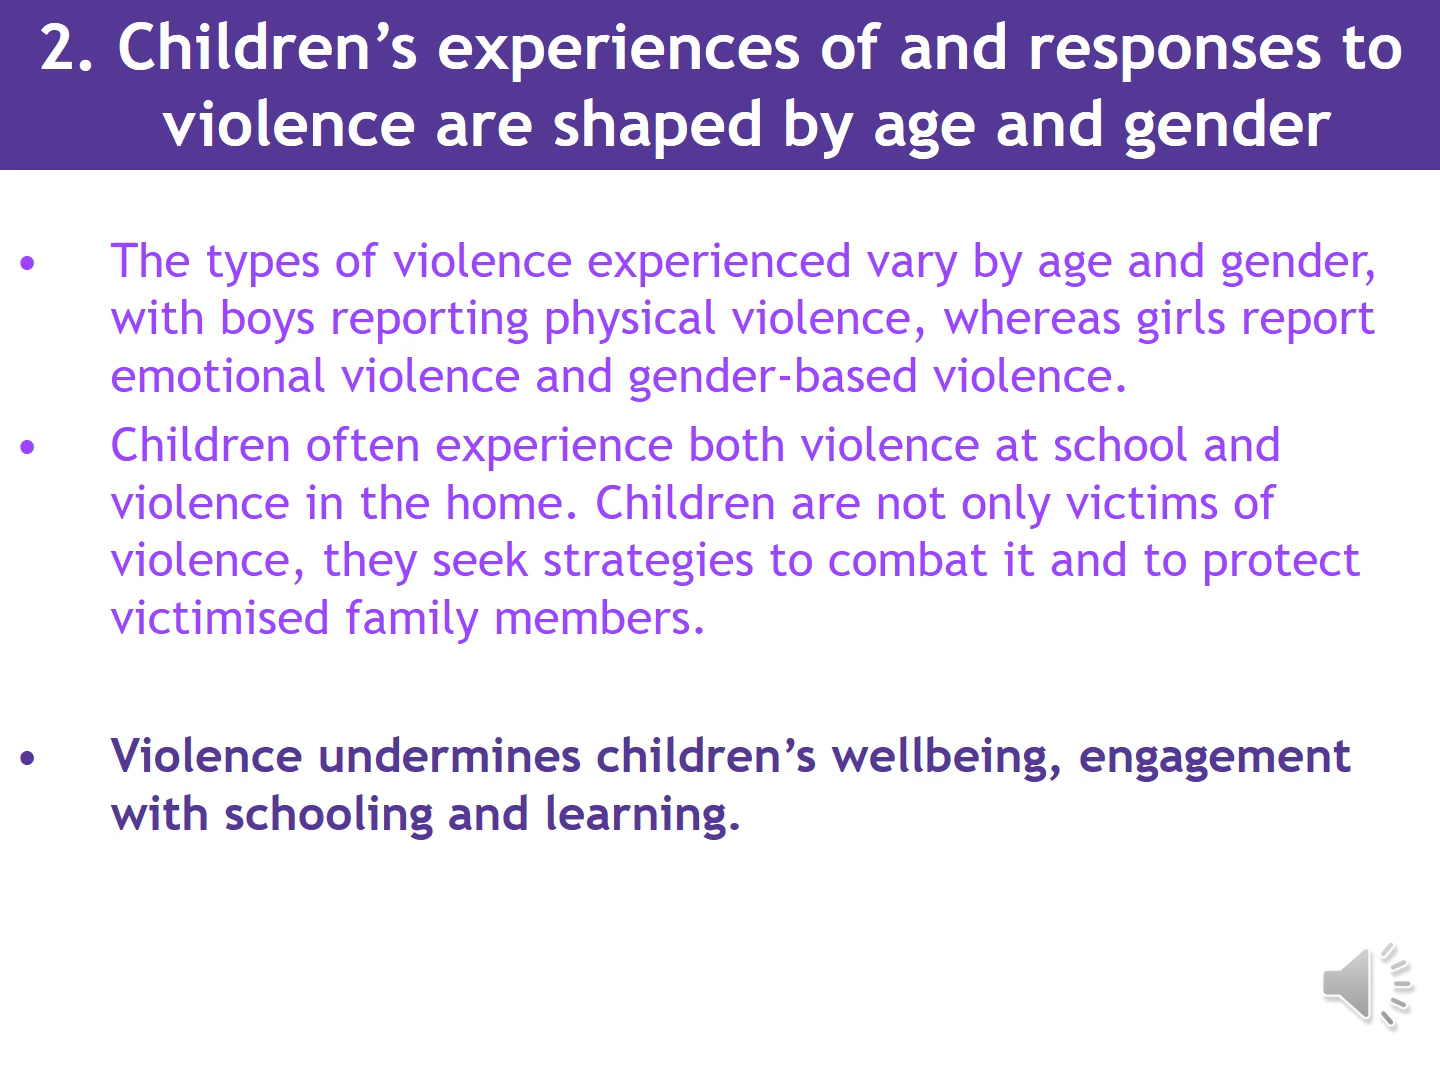 2. Children’s experiences of and responses to
violence are shaped by age and gender
• The types of violence experienced vary by age and gender,
with boys reporting physical violence, whereas girls report
emotional violence and gender-based violence.
• Children often experience both violence at school and
violence in the home. Children are not only victims of
violence, they seek strategies to combat it and to protect
victimised family members.
• Violence undermines children’s wellbeing, engagement
with schooling and learning.